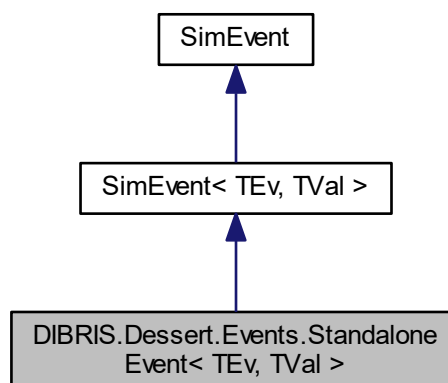 SimEvent
SimEvent< TEv, TVal >
DIBRIS.Dessert.Events.Standalone
Event< TEv, TVal >